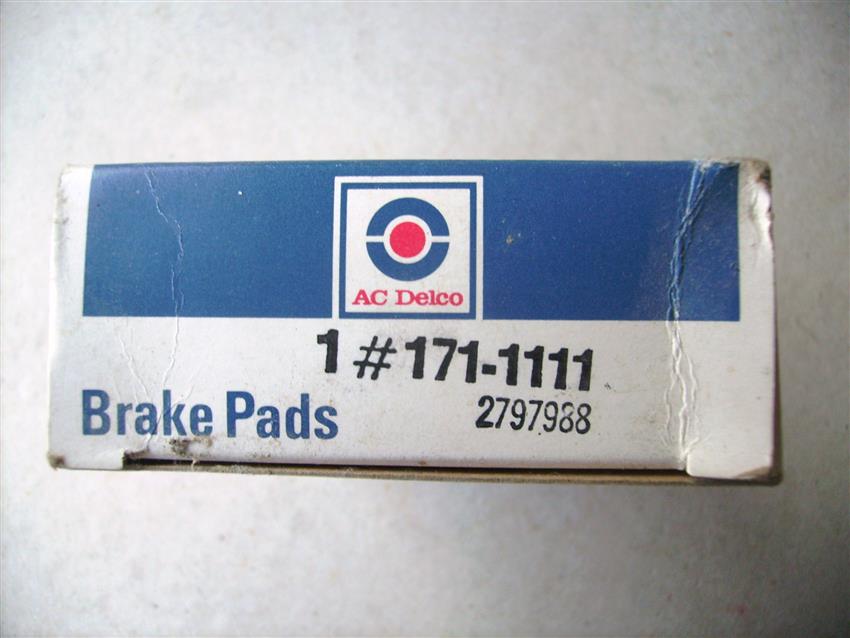 AC Delco
1 # 171-1111
Brake Pads
2797988